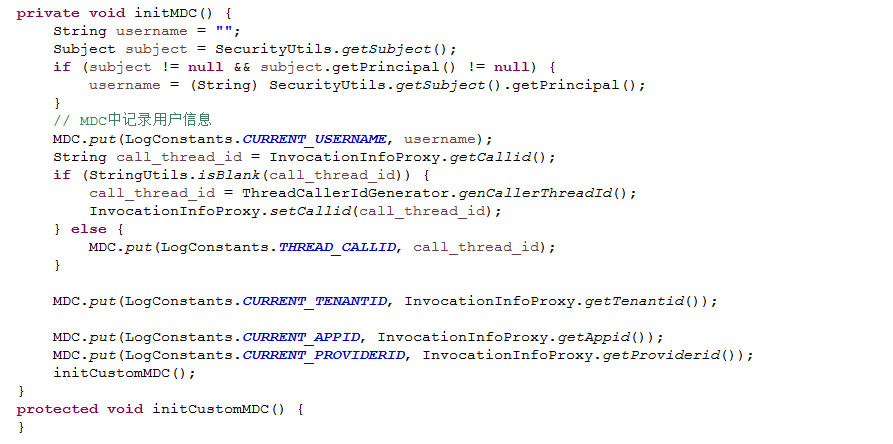 private void initMDC() {
    String username = "";
    Subject subject = SecurityUtils.getSubject();
    if (subject != null && subject.getPrincipal() != null) {
        username = (String) SecurityUtils.getSubject().getPrincipal();
    }
    // MDC中记录用户信息
    MDC.put(LogConstants.CURRENT_USERNAME, username);
    String call_thread_id = InvocationInfoProxy.getCallid();
    if (StringUtils.isBlank(call_thread_id)) {
        call_thread_id = ThreadCallerIdGenerator.genCallerThreadId();
        InvocationInfoProxy.setCallid(call_thread_id);
    } else {
        MDC.put(LogConstants.THREAD_CALLID, call_thread_id);
    }

    MDC.put(LogConstants.CURRENT_TENANTID, InvocationInfoProxy.getTenantid());

    MDC.put(LogConstants.CURRENT_APPID, InvocationInfoProxy.getAppid());
    MDC.put(LogConstants.CURRENT_PROVIDERID, InvocationInfoProxy.getProviderid());
    initCustomMDC();
}
protected void initCustomMDC() {
}